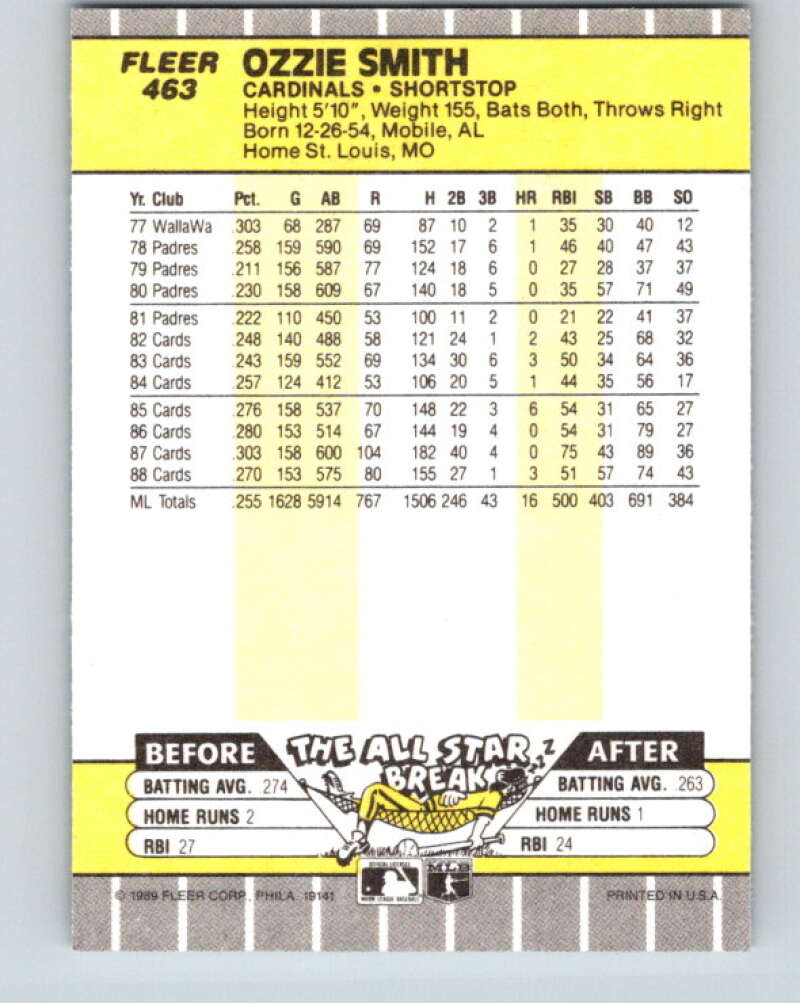 FLEER OZZIE SMITH
463 CARDINALS • SHORTSTOP
Height 5'10", Weight 155, Bats Both, Throws Right
Born 12-26-54, Mobile, AL
Home St. Louis, MO
Yr. Club Pct. G AB R H 2B 3B HR RBI SB BB SO
77 WallaWa .303 68 287 69 87 10 2 1 35 30 40 12
78 Padres .258 159 590 69 152 17 6 1 46 40 47 43
79 Padres .211 156 587 77 124 18 6 0 27 28 37 37
80 Padres .230 158 609 67 140 18 5 0 35 57 71 49
81 Padres .222 110 450 53 100 11 2 0 21 22 41 37
82 Cards .248 140 488 58 121 24 1 2 43 25 68 32
83 Cards .243 159 552 69 134 30 6 3 50 34 64 36
84 Cards .257 124 412 53 106 20 5 1 44 35 56 17
85 Cards .276 158 537 70 148 22 3 6 54 31 65 27
86 Cards .280 153 514 67 144 19 4 0 54 31 79 27
87 Cards .303 158 600 104 182 40 4 0 75 43 89 36
88 Cards .270 153 575 80 155 27 1 3 51 57 74 43
ML Totals .255 1628 5914 767 1506 246 43 16 500 403 691 384
BEFORE THE ALL STAR Z Z Z AFTER
BREAK
BATTING AVG. .274 BATTING AVG. .263
HOME RUNS 2 HOME RUNS 1
RBI 27 RBI 24
OFFICIAL LICENSEE MLB
MAJOR LEAGUE BASEBALL
© 1989 FLEER CORP., PHILA. 19141 PRINTED IN U.S.A.